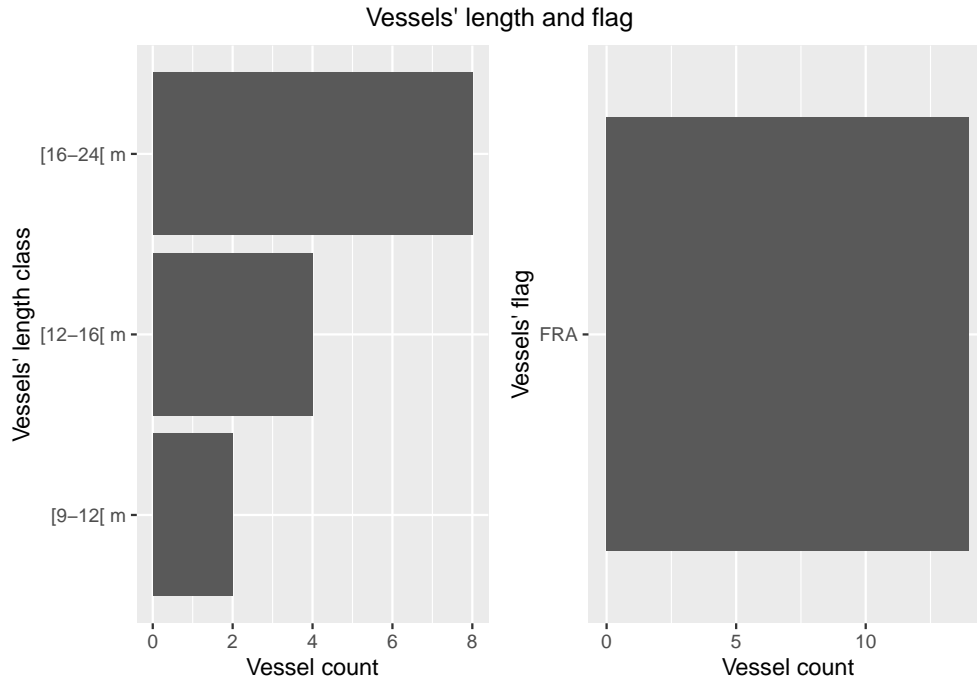 Vessels' length and flag
Vessels' length class
[16−24[ m
[12−16[ m
[9−12[ m
0 2 4 6 8
Vessel count
Vessels' flag
FRA
0 5 10
Vessel count